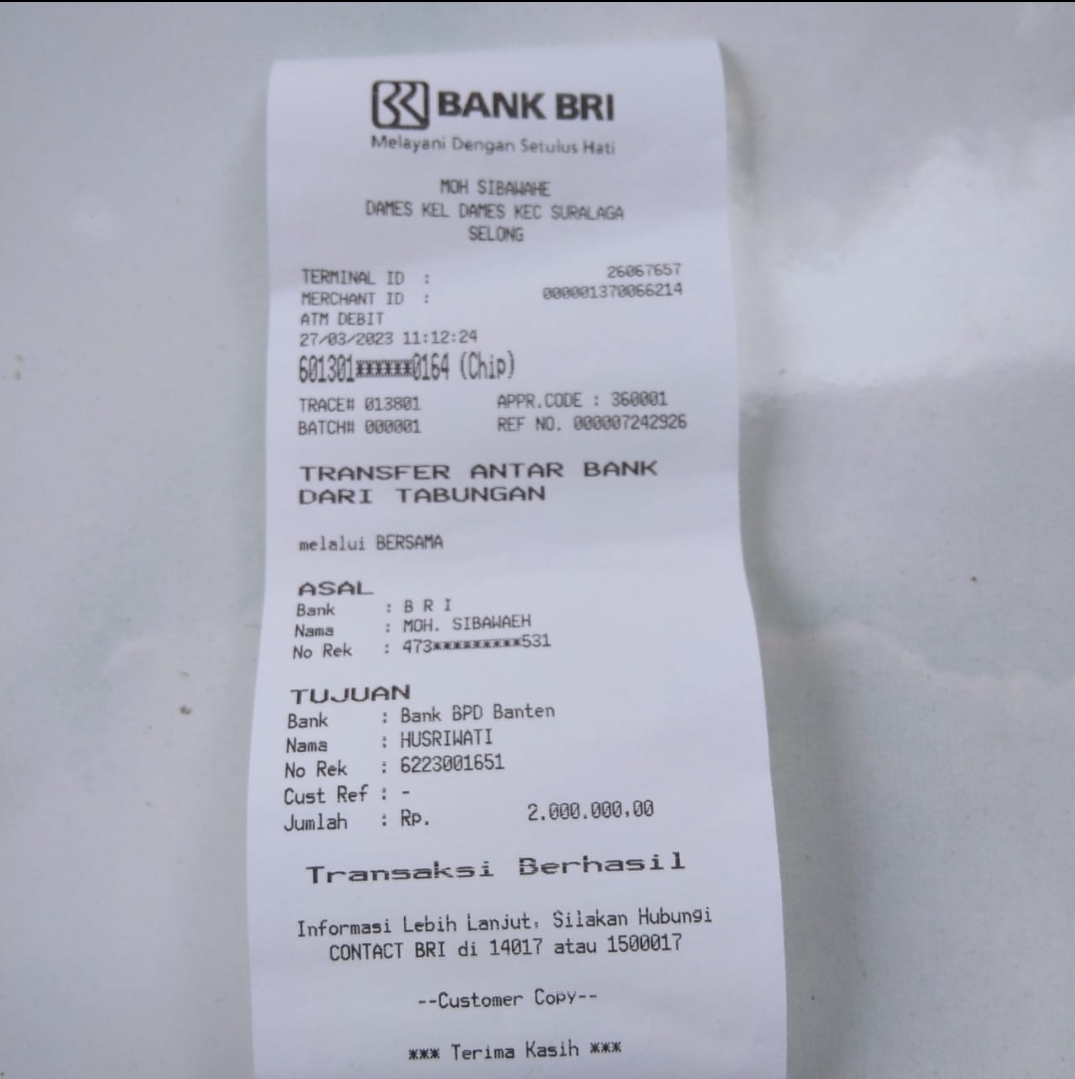 BANK BRI
Melayani Dengan Setulus Hati
MOH SIBAWAHE
DAMES KEL DAMES KEC SURALAGA
SELONG
TERMINAL ID : 26067657
MERCHANT ID : 000001370066214
ATM DEBIT
27/03/2023 11:12:24
601301******0164 (Chip)
TRACE# 013801 APPR.CODE : 360001
BATCH# 000001 REF NO. 000007242926
TRANSFER ANTAR BANK
DARI TABUNGAN
melalui BERSAMA
ASAL
Bank : B R I
Nama : MOH. SIBAWAEH
No Rek : 473*********531
TUJUAN
Bank : Bank BPD Banten
Nama : HUSRIWATI
No Rek : 6223001651
Cust Ref : -
Jumlah : Rp. 2.000.000,00
Transaksi Berhasil
Informasi Lebih Lanjut, Silakan Hubungi
CONTACT BRI di 14017 atau 1500017
--Customer Copy--
*** Terima Kasih ***